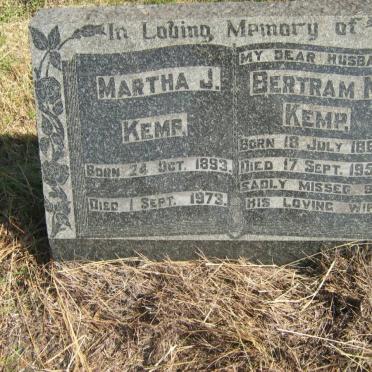 In Loving Memory of
MARTHA J.
KEMP,
BORN 24 OCT. 1893.
DIED 1 SEPT. 1973.
MY DEAR HUSBA
BERTRAM
KEMP.
BORN 18 JULY 18
DIED 17 SEPT. 195
SADLY MISSED
HIS LOVING WI